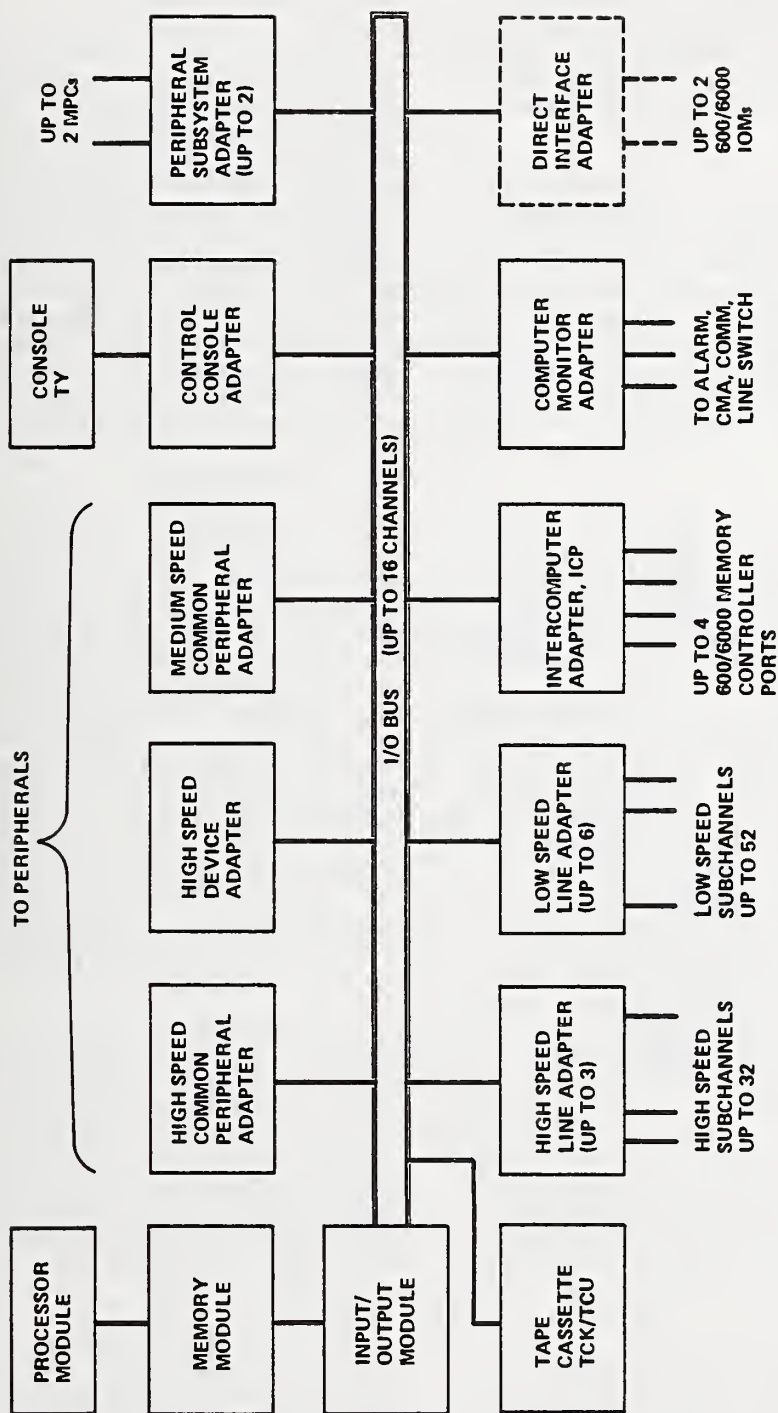 TO PERIPHERALS
UP TO
2 MPCs
CONSOLE
TY
PROCESSOR
MODULE
HIGH SPEED
COMMON
PERIPHERAL
ADAPTER
HIGH SPEED
DEVICE
ADAPTER
MEDIUM SPEED
COMMON
PERIPHERAL
ADAPTER
CONTROL
CONSOLE
ADAPTER
PERIPHERAL
SUBSYSTEM
ADAPTER
(UP TO 2)
MEMORY
MODULE
I/O BUS (UP TO 16 CHANNELS)
INPUT/
OUTPUT
MODULE
TAPE
CASSETTE
TCK/TCU
HIGH SPEED
LINE ADAPTER
(UP TO 3)
LOW SPEED
LINE ADAPTER
(UP TO 6)
INTERCOMPUTER
ADAPTER, ICP
COMPUTER
MONITOR
ADAPTER
DIRECT
INTERFACE
ADAPTER
HIGH SPEED
SUBCHANNELS
UP TO 32
LOW SPEED
SUBCHANNELS
UP TO 52
UP TO 4
600/6000 MEMORY
CONTROLLER
PORTS
TO ALARM,
CMA, COMM,
LINE SWITCH
UP TO 2
600/6000
IOMs